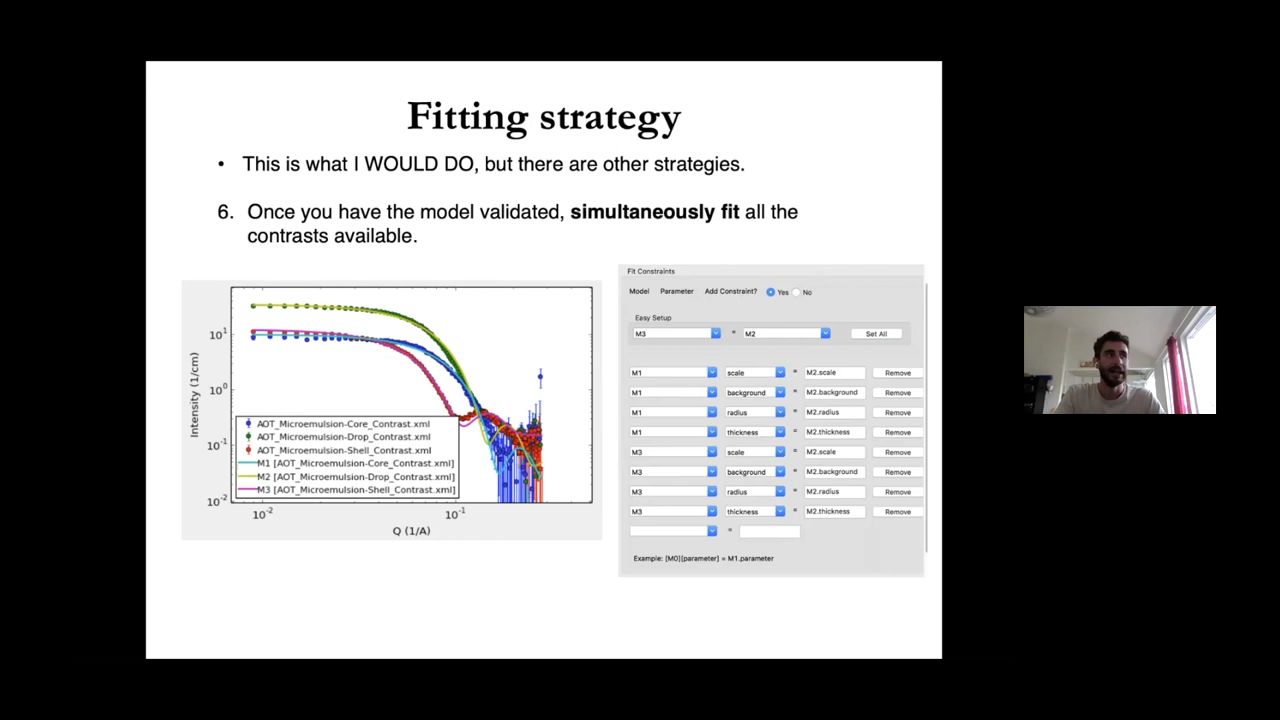 Fitting strategy
• This is what I WOULD DO, but there are other strategies.
6. Once you have the model validated, simultaneously fit all the
contrasts available.
Intensity (1/cm)
10^1
10^0
10^-1
10^-2
AOT_Microemulsion-Core_Contrast.xml
AOT_Microemulsion-Drop_Contrast.xml
AOT_Microemulsion-Shell_Contrast.xml
M1 [AOT_Microemulsion-Core_Contrast.xml]
M2 [AOT_Microemulsion-Drop_Contrast.xml]
M3 [AOT_Microemulsion-Shell_Contrast.xml]
10^-2 10^-1
Q (1/A)
Fit Constraints
Model Parameter Add Constraint? Yes No
Easy Setup
M3 = M2 Set All
M1 scale = M2.scale Remove
M1 background = M2.background Remove
M1 radius = M2.radius Remove
M1 thickness = M2.thickness Remove
M3 scale = M2.scale Remove
M3 background = M2.background Remove
M3 radius = M2.radius Remove
M3 thickness = M2.thickness Remove
=
Example: [M0][parameter] = M1.parameter